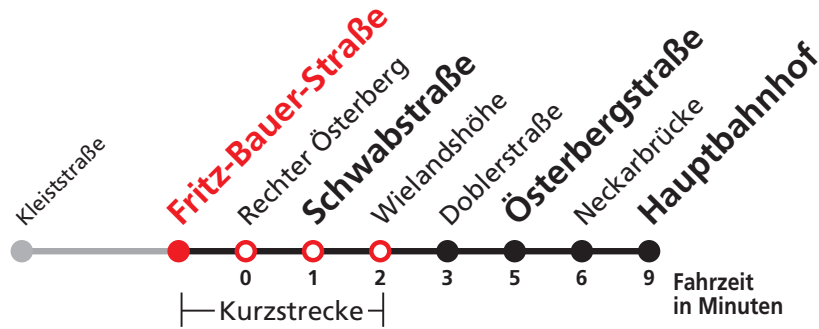 Kleiststraße
Fritz-Bauer-Straße
Rechter Österberg
Schwabstraße
Wielandshöhe
Doblerstraße
Österbergstraße
Neckarbrücke
Hauptbahnhof
0 1 2 3 5 6 9
Fahrzeit
in Minuten
Kurzstrecke